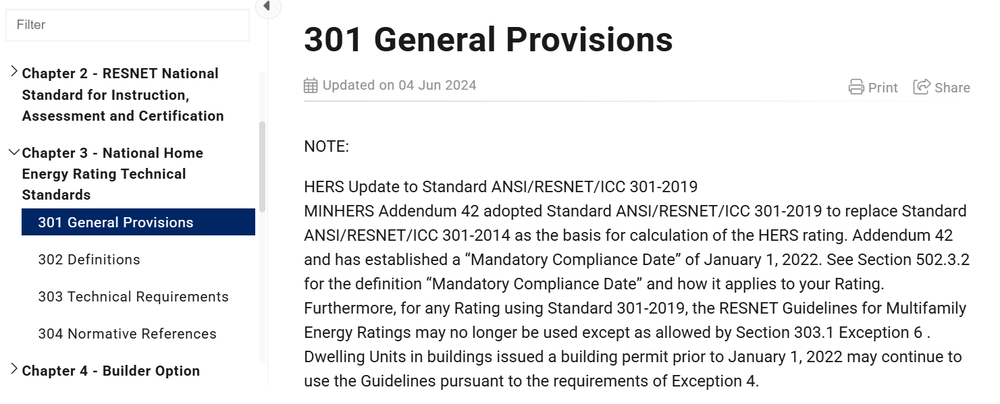 Filter
Chapter 2 - RESNET National
Standard for Instruction,
Assessment and Certification
Chapter 3 - National Home
Energy Rating Technical
Standards
301 General Provisions
302 Definitions
303 Technical Requirements
304 Normative References
Chapter 4 - Builder Option
301 General Provisions
Updated on 04 Jun 2024
Print
Share
NOTE:
HERS Update to Standard ANSI/RESNET/ICC 301-2019
MINHERS Addendum 42 adopted Standard ANSI/RESNET/ICC 301-2019 to replace Standard
ANSI/RESNET/ICC 301-2014 as the basis for calculation of the HERS rating. Addendum 42
and has established a “Mandatory Compliance Date” of January 1, 2022. See Section 502.3.2
for the definition “Mandatory Compliance Date” and how it applies to your Rating.
Furthermore, for any Rating using Standard 301-2019, the RESNET Guidelines for Multifamily
Energy Ratings may no longer be used except as allowed by Section 303.1 Exception 6 .
Dwelling Units in buildings issued a building permit prior to January 1, 2022 may continue to
use the Guidelines pursuant to the requirements of Exception 4.